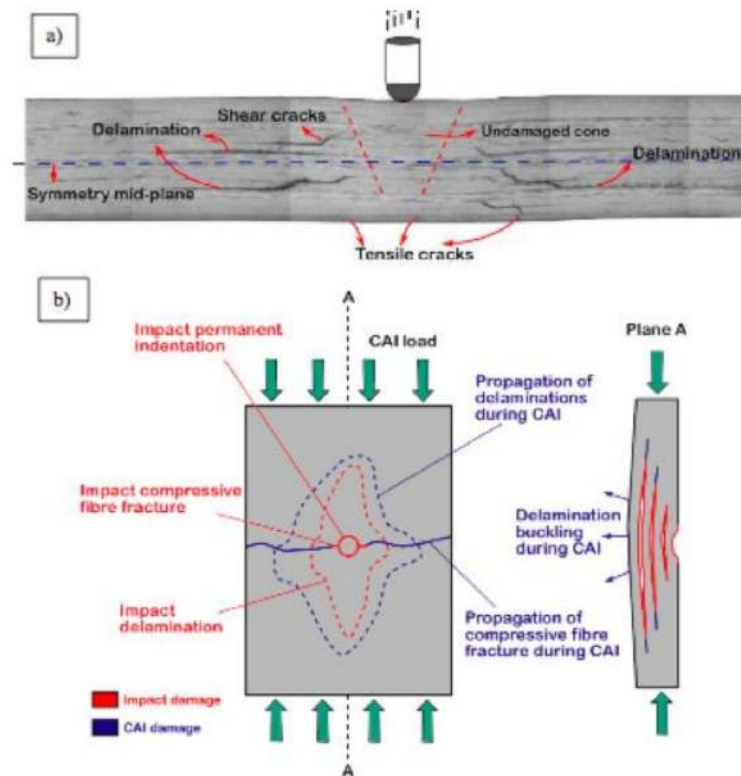 a)
Shear cracks
Delamination
Undamaged cone
Delamination
Symmetry mid-plane
Tensile cracks
b)
A
Impact permanent
indentation
CAI load
Plane A
Propagation of
delaminations
during CAI
Impact compressive
fibre fracture
Delamination
buckling
during CAI
Impact
delamination
Propagation of
compressive fibre
fracture during CAI
Impact damage
CAI damage
A